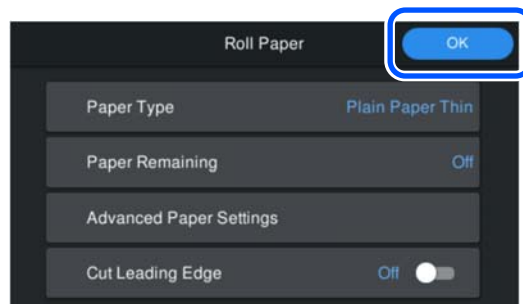 Roll Paper OK
Paper Type Plain Paper Thin
Paper Remaining Off
Advanced Paper Settings
Cut Leading Edge Off